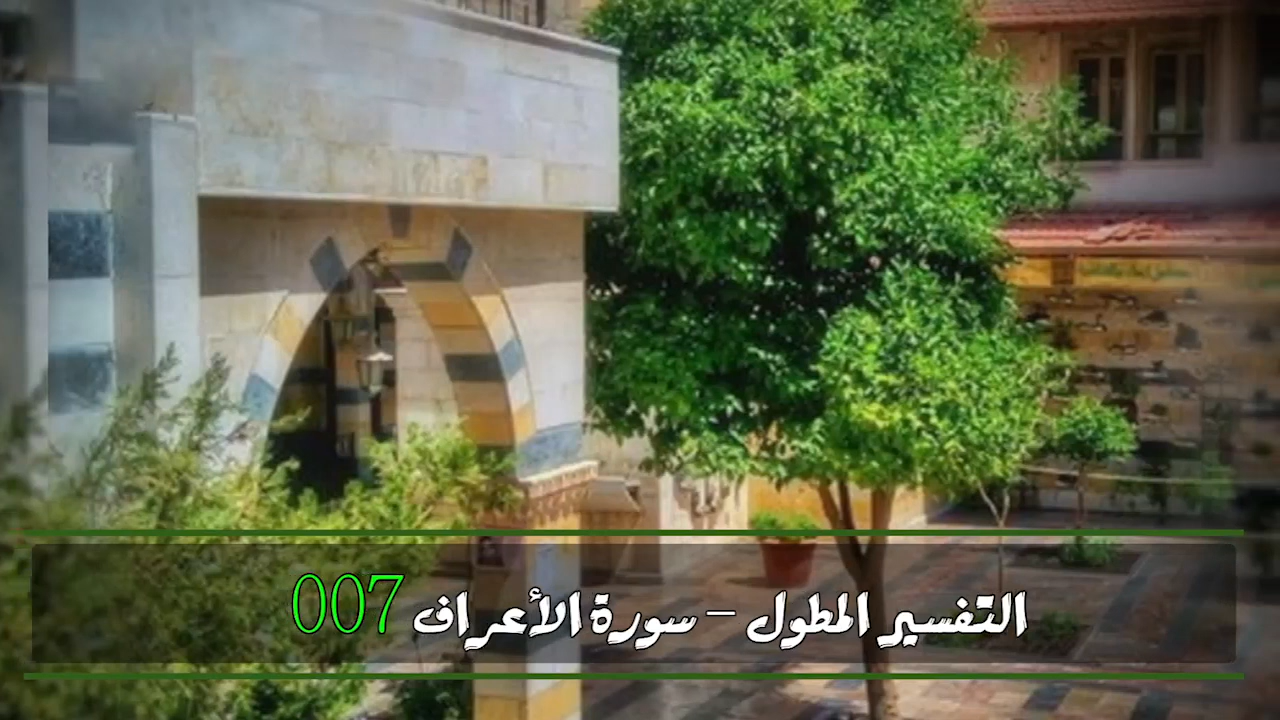 التفسير المطول - سورة الأعراف 007